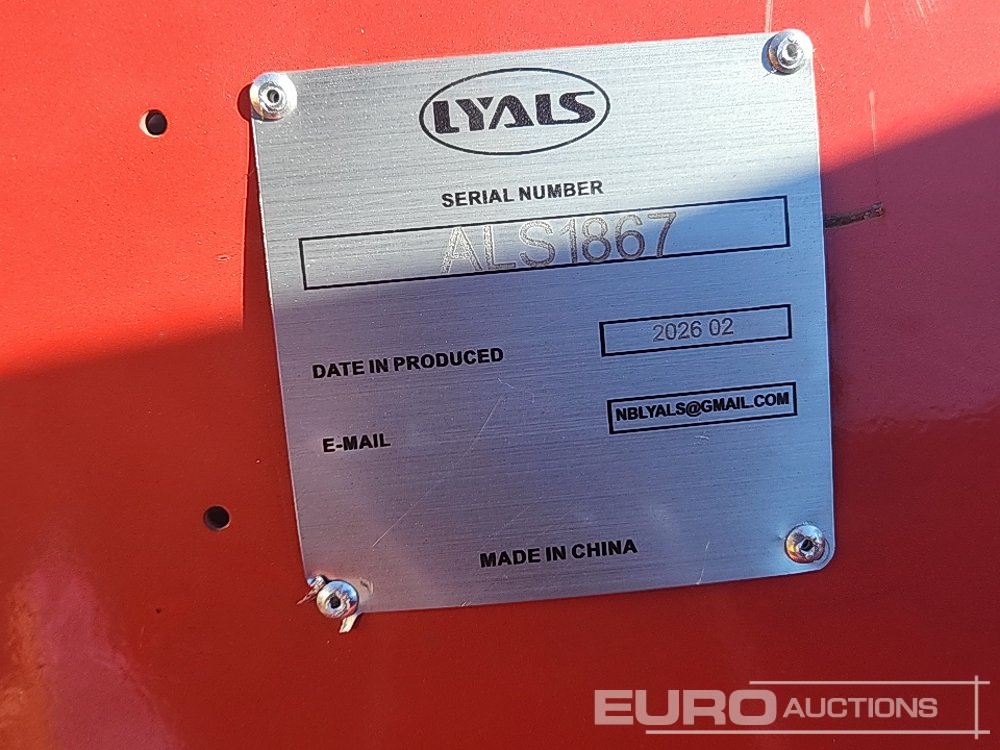 LYALS
SERIAL NUMBER
ALS1867
DATE IN PRODUCED 2026 02
E-MAIL NBLYALS@GMAIL.COM
MADE IN CHINA
EURO AUCTIONS